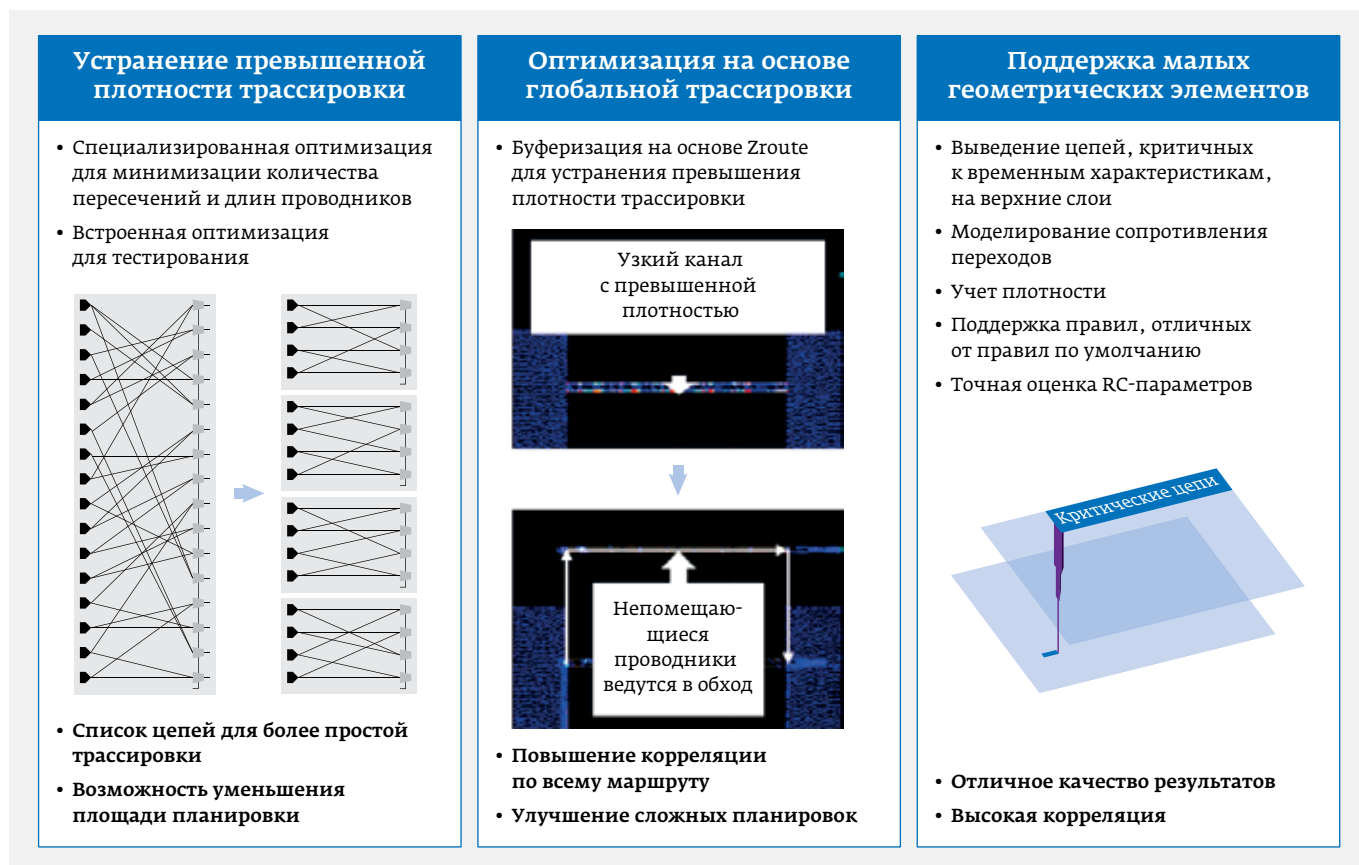 Устранение превышенной
плотности трассировки
• Специализированная оптимизация
для минимизации количества
пересечений и длин проводников
• Встроенная оптимизация
для тестирования
• Список цепей для более простой
трассировки
• Возможность уменьшения
площади планировки
Оптимизация на основе
глобальной трассировки
• Буферизация на основе Zroute
для устранения превышения
плотности трассировки
Узкий канал
с превышенной
плотностью
Непомещаю-
щиеся
проводники
ведутся в обход
• Повышение корреляции
по всему маршруту
• Улучшение сложных планировок
Поддержка малых
геометрических элементов
• Выведение цепей, критичных
к временным характеристикам,
на верхние слои
• Моделирование сопротивления
переходов
• Учет плотности
• Поддержка правил, отличных
от правил по умолчанию
• Точная оценка RC-параметров
Критические цепи
• Отличное качество результатов
• Высокая корреляция